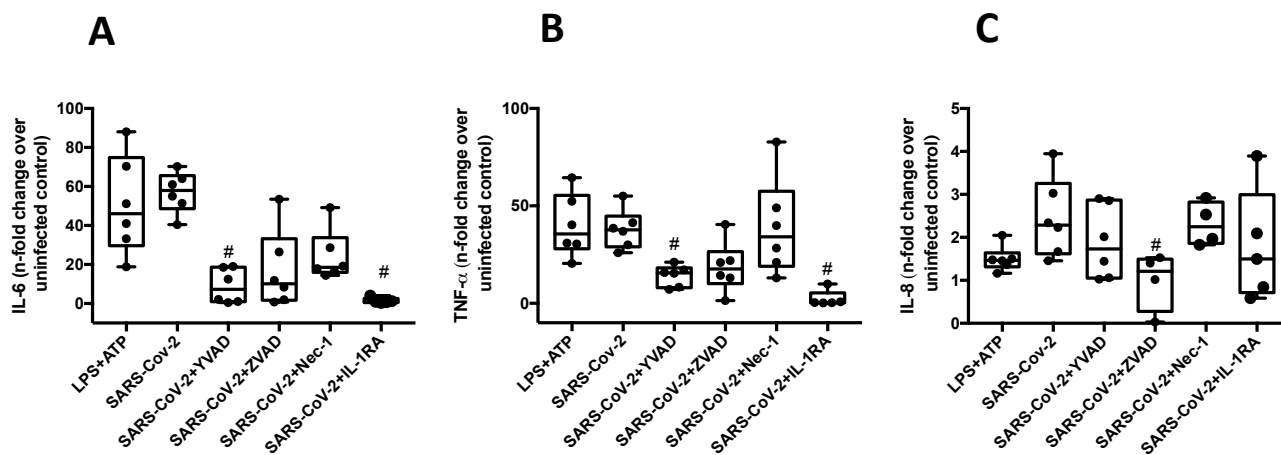 A
B
C
IL-6 (n-fold change over
uninfected control)
100
80
60
40
20
0
#
#
LPS+ATP
SARS-Cov-2
SARS-CoV-2+YVAD
SARS-CoV-2+ZVAD
SARS-CoV-2+Nec-1
SARS-CoV-2+IL-1RA
TNF-α (n-fold change over
uninfected control)
100
50
0
#
#
LPS+ATP
SARS-Cov-2
SARS-CoV-2+YVAD
SARS-CoV-2+ZVAD
SARS-CoV-2+Nec-1
SARS-CoV-2+IL-1RA
IL-8 (n-fold change over
uninfected control)
5
4
3
2
1
0
#
LPS+ATP
SARS-Cov-2
SARS-CoV-2+YVAD
SARS-CoV-2+ZVAD
SARS-CoV-2+Nec-1
SARS-CoV-2+IL-1RA